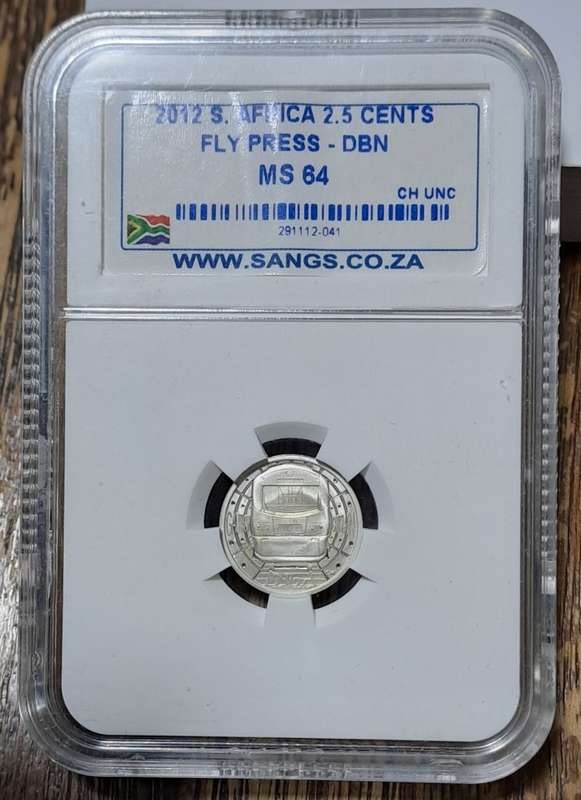 2012 S. AFRICA 2.5 CENTS
FLY PRESS - DBN
MS 64
CH UNC
291112-041
WWW.SANGS.CO.ZA